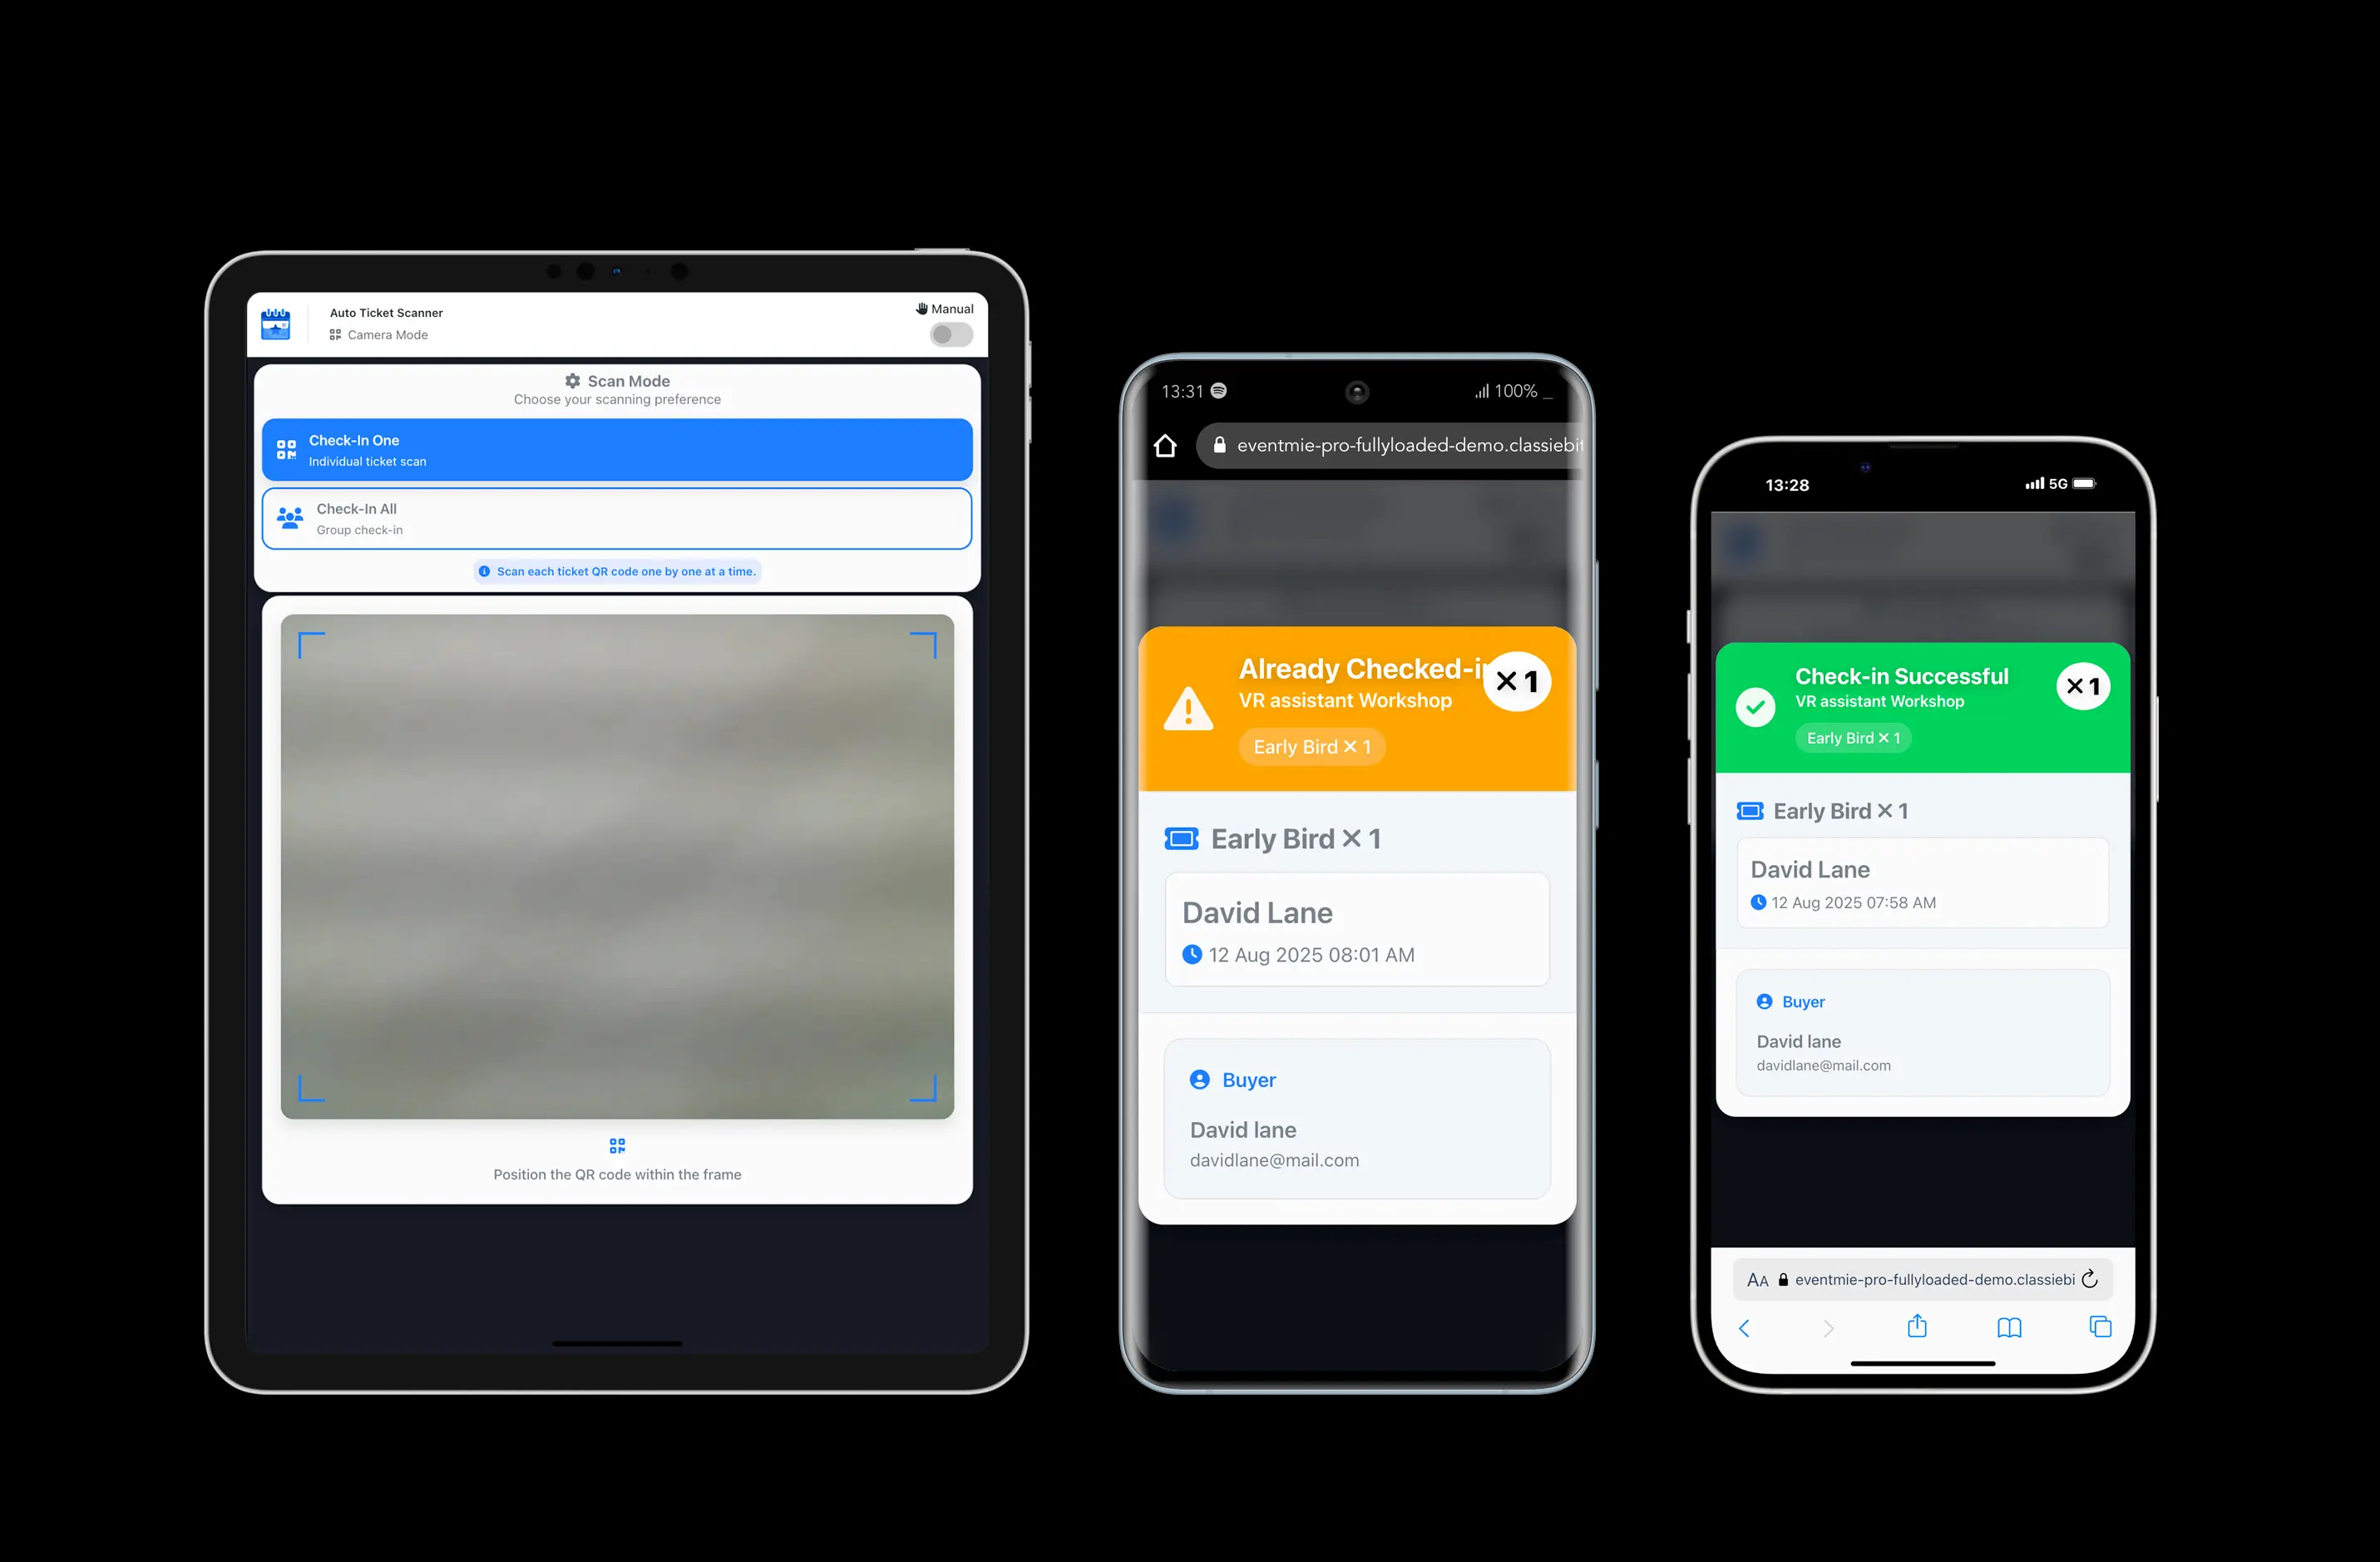 Auto Ticket Scanner
Camera Mode
Manual
Scan Mode
Choose your scanning preference
Check-In One
Individual ticket scan
Check-In All
Group check-in
Scan each ticket QR code one by one at a time.
Position the QR code within the frame
13:31
100%
eventmie-pro-fullyloaded-demo.classiebit
Already Checked-in
× 1
VR assistant Workshop
Early Bird × 1
Early Bird × 1
David Lane
12 Aug 2025 08:01 AM
Buyer
David lane
davidlane@mail.com
13:28
5G
Check-in Successful
× 1
VR assistant Workshop
Early Bird × 1
Early Bird × 1
David Lane
12 Aug 2025 07:58 AM
Buyer
David lane
davidlane@mail.com
AA eventmie-pro-fullyloaded-demo.classiebi